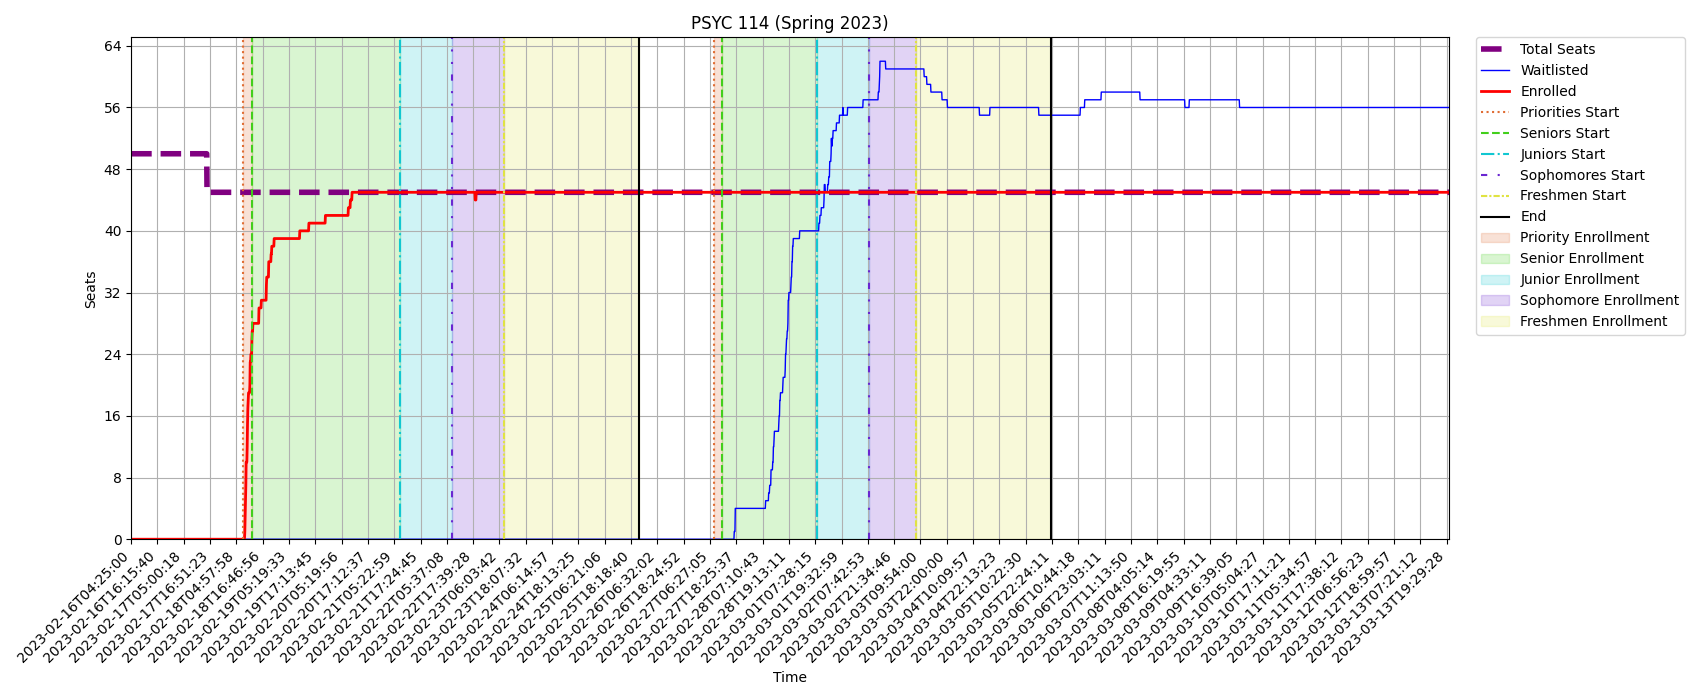 PSYC 114 (Spring 2023)
64
56
48
40
32
24
16
8
0
Seats
2023-02-16T04:25:00
2023-02-16T16:15:40
2023-02-17T05:00:18
2023-02-17T16:51:23
2023-02-18T04:57:58
2023-02-18T16:46:56
2023-02-19T05:19:33
2023-02-19T17:13:45
2023-02-20T05:19:56
2023-02-20T17:12:37
2023-02-21T05:22:59
2023-02-21T17:24:45
2023-02-22T05:37:08
2023-02-22T17:39:28
2023-02-23T06:03:42
2023-02-23T18:07:32
2023-02-24T06:14:57
2023-02-24T18:13:25
2023-02-25T06:21:06
2023-02-25T18:18:40
2023-02-26T06:32:02
2023-02-26T18:24:52
2023-02-27T06:27:05
2023-02-27T18:25:37
2023-02-28T07:10:43
2023-02-28T19:13:11
2023-03-01T07:28:15
2023-03-01T19:32:59
2023-03-02T07:42:53
2023-03-02T21:34:46
2023-03-03T09:54:00
2023-03-03T22:00:00
2023-03-04T10:09:57
2023-03-04T22:13:23
2023-03-05T10:22:30
2023-03-05T22:24:11
2023-03-06T10:44:18
2023-03-06T23:03:11
2023-03-07T11:13:50
2023-03-08T04:05:14
2023-03-08T16:19:55
2023-03-09T04:33:11
2023-03-09T16:39:05
2023-03-10T05:04:27
2023-03-10T17:11:21
2023-03-11T05:34:57
2023-03-11T17:38:12
2023-03-12T06:56:23
2023-03-12T18:59:57
2023-03-13T07:21:12
2023-03-13T19:29:28
Time
Total Seats
Waitlisted
Enrolled
Priorities Start
Seniors Start
Juniors Start
Sophomores Start
Freshmen Start
End
Priority Enrollment
Senior Enrollment
Junior Enrollment
Sophomore Enrollment
Freshmen Enrollment